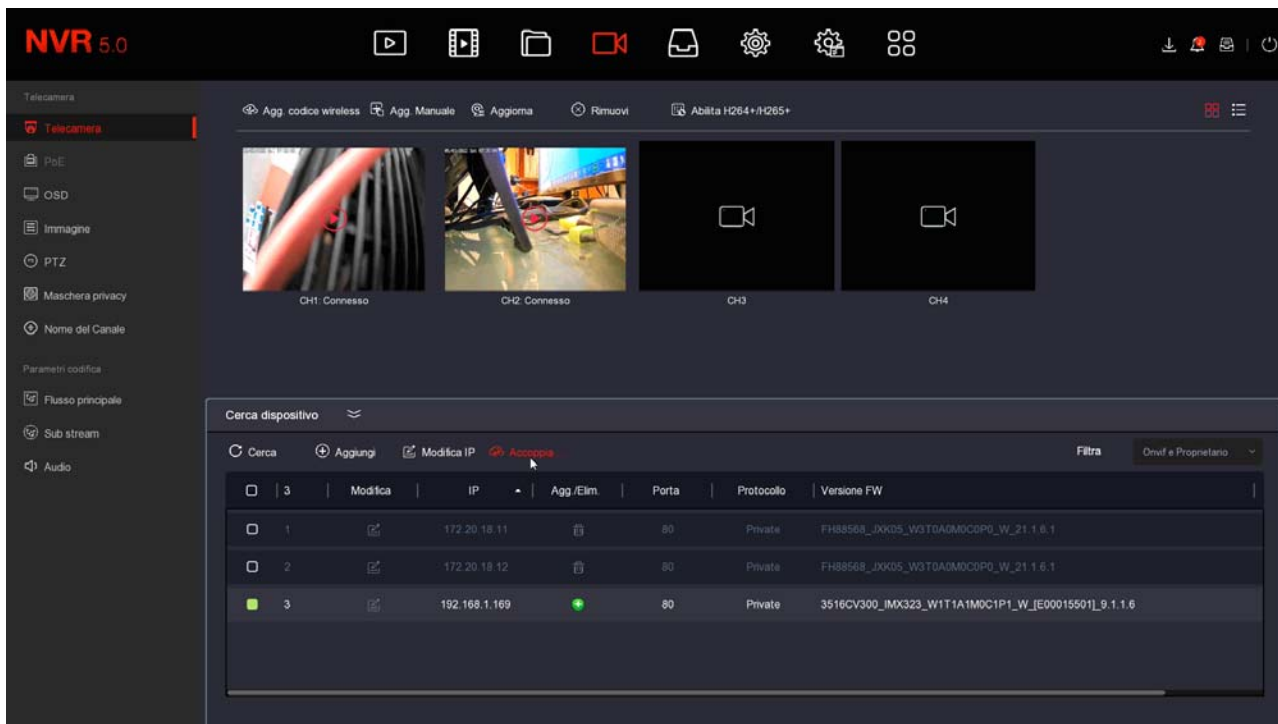 NVR 5.0
Telecamera
Telecamera
PoE
OSD
Immagine
PTZ
Maschera privacy
Nome del Canale
Parametri codifica
Flusso principale
Sub stream
Audio
Agg. codice wireless Agg. Manuale Aggiorna Rimuovi Abilita H264+/H265+
CH1: Connesso CH2: Connesso CH3 CH4
Cerca dispositivo
Cerca Aggiungi Modifica IP Accoppia Filtra Onvif e Proprietario
3 Modifica IP Agg./Elim. Porta Protocollo Versione FW
1 172.20.18.11 80 Private FH88568_JXK05_W3T0A0M0C0P0_W_21.1.6.1
2 172.20.18.12 80 Private FH88568_JXK05_W3T0A0M0C0P0_W_21.1.6.1
3 192.168.1.169 80 Private 3516CV300_IMX323_W1T1A1M0C1P1_W_[E00015501]_9.1.1.6